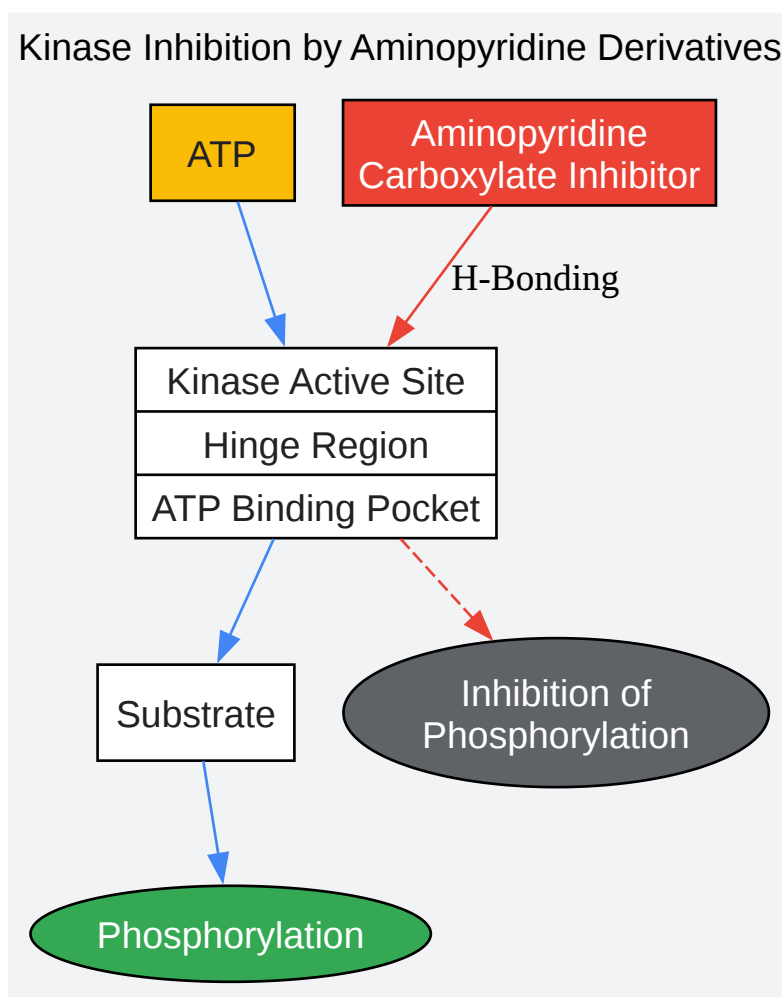 Kinase Inhibition by Aminopyridine Derivatives
ATP
Aminopyridine
Carboxylate Inhibitor
H-Bonding
Kinase Active Site
Hinge Region
ATP Binding Pocket
Substrate
Inhibition of
Phosphorylation
Phosphorylation